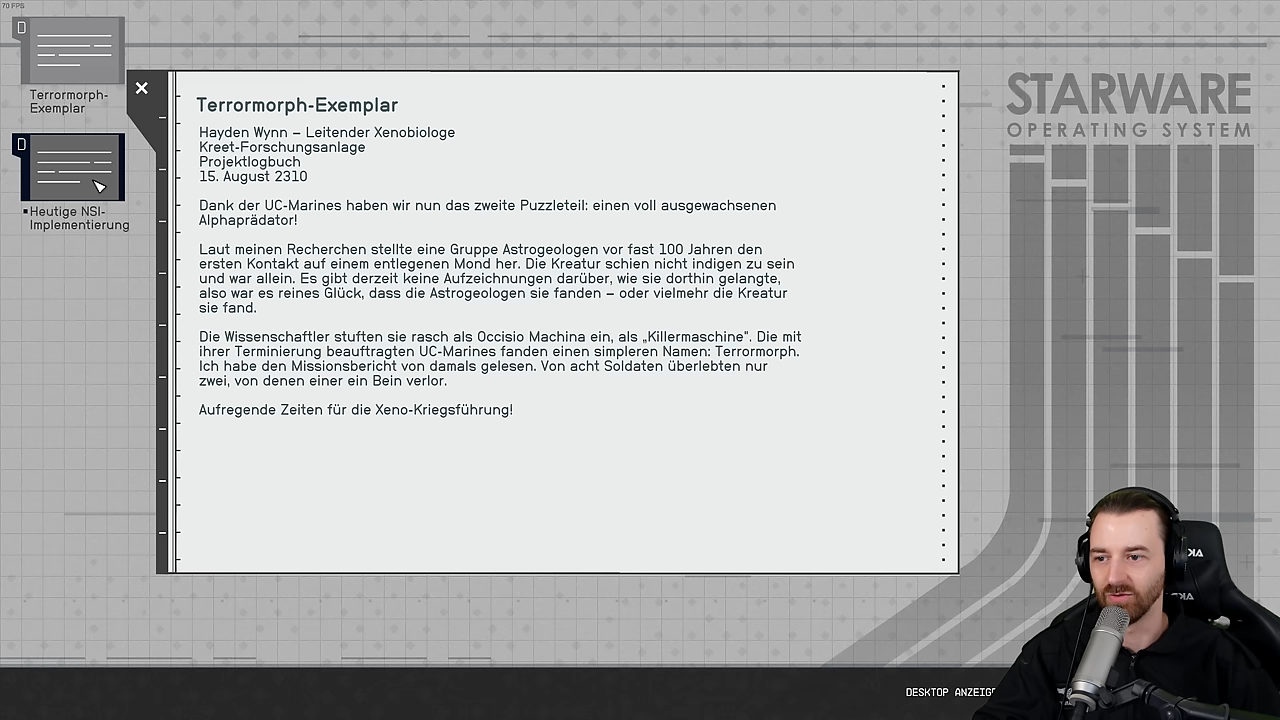 70 FPS
D
Terrormorph-
Exemplar
D
Heutige NSI-
Implementierung
Terrormorph-Exemplar
Hayden Wynn – Leitender Xenobiologe
Kreet-Forschungsanlage
Projektlogbuch
15. August 2310
Dank der UC-Marines haben wir nun das zweite Puzzleteil: einen voll ausgewachsenen
Alphaprädator!
Laut meinen Recherchen stellte eine Gruppe Astrogeologen vor fast 100 Jahren den
ersten Kontakt auf einem entlegenen Mond her. Die Kreatur schien nicht indigen zu sein
und war allein. Es gibt derzeit keine Aufzeichnungen darüber, wie sie dorthin gelangte,
also war es reines Glück, dass die Astrogeologen sie fanden – oder vielmehr die Kreatur
sie fand.
Die Wissenschaftler stuften sie rasch als Occisio Machina ein, als „Killermaschine". Die mit
ihrer Terminierung beauftragten UC-Marines fanden einen simpleren Namen: Terrormorph.
Ich habe den Missionsbericht von damals gelesen. Von acht Soldaten überlebten nur
zwei, von denen einer ein Bein verlor.
Aufregende Zeiten für die Xeno-Kriegsführung!
STARWARE
OPERATING SYSTEM
DESKTOP ANZEIGE